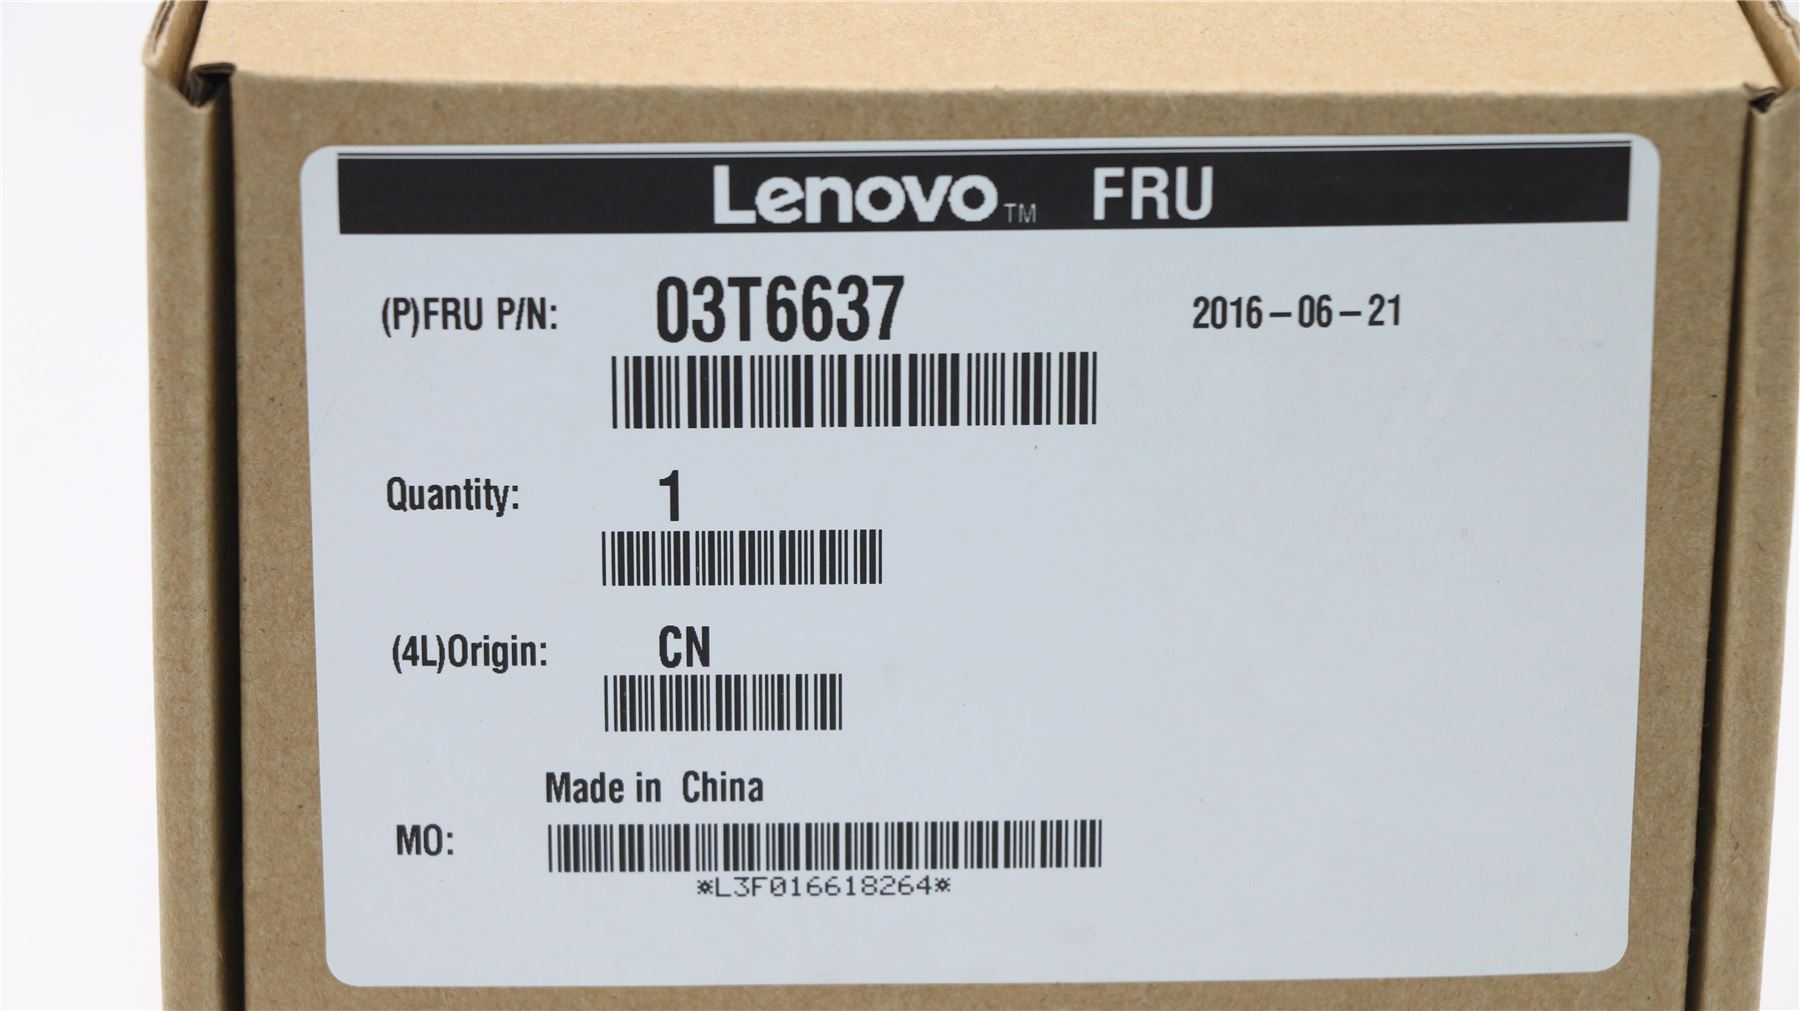 Lenovo™ FRU
(P)FRU P/N: 03T6637 2016-06-21
Quantity: 1
(4L)Origin: CN
Made in China
MO:
*L3F016618264*